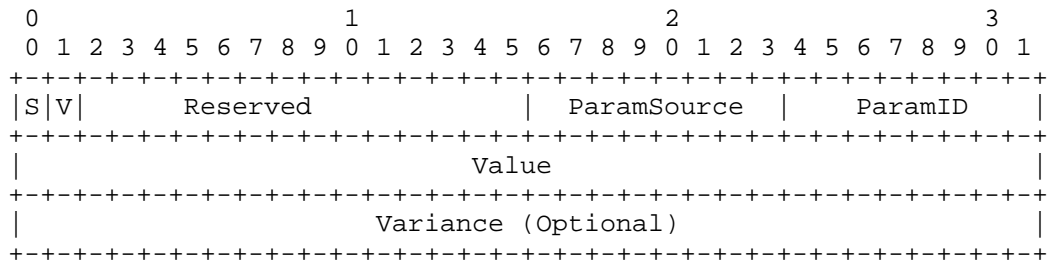 0                   1                   2                   3
 0 1 2 3 4 5 6 7 8 9 0 1 2 3 4 5 6 7 8 9 0 1 2 3 4 5 6 7 8 9 0 1
+-+-+-+-+-+-+-+-+-+-+-+-+-+-+-+-+-+-+-+-+-+-+-+-+-+-+-+-+-+-+-+-+
|S|V|      Reserved             |  ParamSource  |    ParamID    |
+-+-+-+-+-+-+-+-+-+-+-+-+-+-+-+-+-+-+-+-+-+-+-+-+-+-+-+-+-+-+-+-+
|                            Value                              |
+-+-+-+-+-+-+-+-+-+-+-+-+-+-+-+-+-+-+-+-+-+-+-+-+-+-+-+-+-+-+-+-+
|                      Variance (Optional)                      |
+-+-+-+-+-+-+-+-+-+-+-+-+-+-+-+-+-+-+-+-+-+-+-+-+-+-+-+-+-+-+-+-+